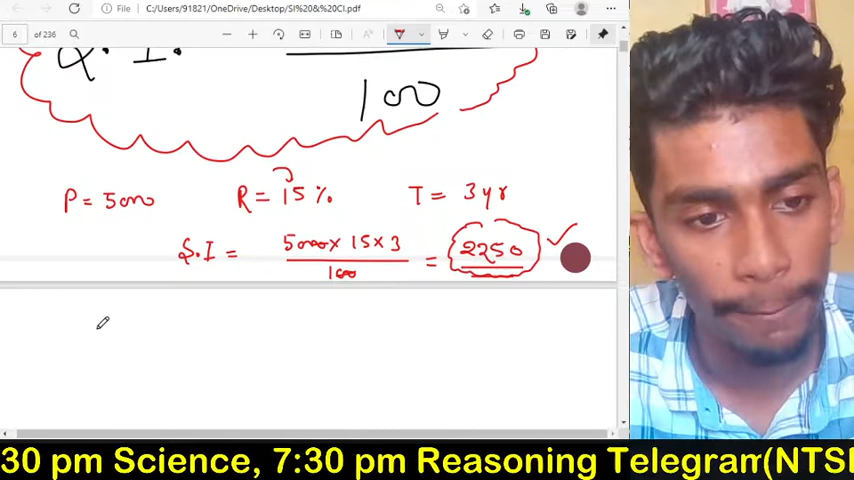 C:/Users/91821/OneDrive/Desktop/SI%20&%20CI.pdf
6 of 236
S. I.
100
P = 5000 R = 15% T = 3 yr
S.I = 5000 × 15 × 3 = 2250
100
30 pm Science, 7:30 pm Reasoning Telegram(NTSE